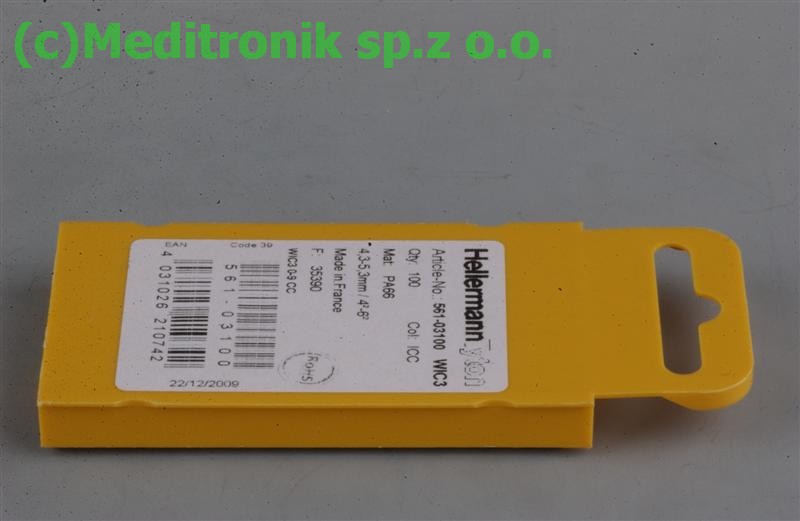 (c)Meditronik sp.z o.o.
HellermannTyton
Article-No.: 561-03100 WIC3
Qty: 100 Col: ICC
Mat: PA66
4.3-5.3mm / 4²-6²
Made in France
F: 35390
WIC3 0-9 CC
RoHS
Code 39
561-03100
EAN
4 031026 210742
22/12/2009